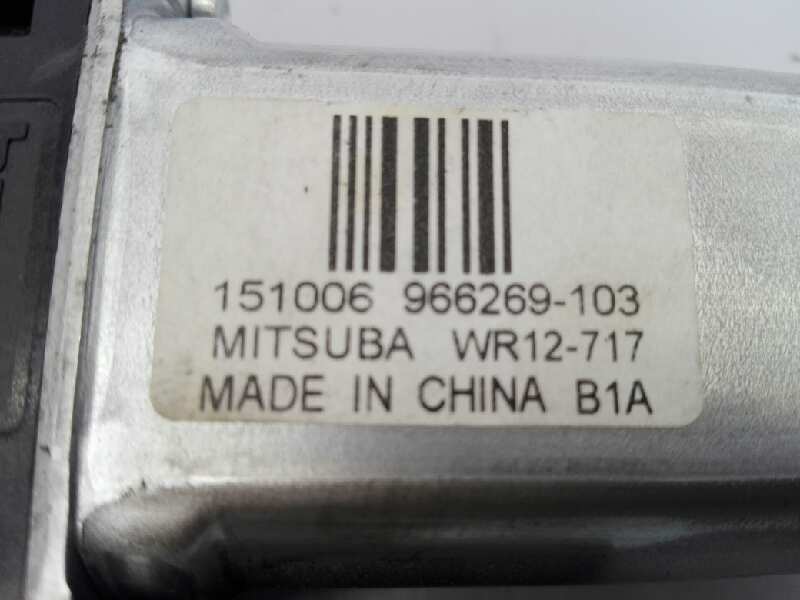 151006 966269-103
MITSUBA WR12-717
MADE IN CHINA B1A